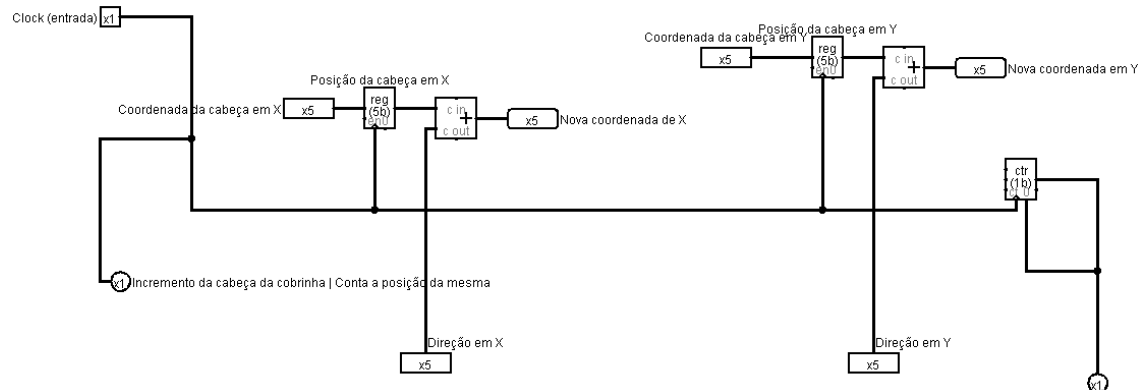 Clock (entrada) x1
Posição da cabeça em Y
Coordenada da cabeça em Y
x5
reg
(5b)
en0
c in
c out
x5
Nova coordenada em Y
Posição da cabeça em X
Coordenada da cabeça em X
x5
reg
(5b)
en0
c in
c out
x5
Nova coordenada de X
ctr
(1b)
ct 0
x1 Incremento da cabeça da cobrinha | Conta a posição da mesma
Direção em X
x5
Direção em Y
x5
x1